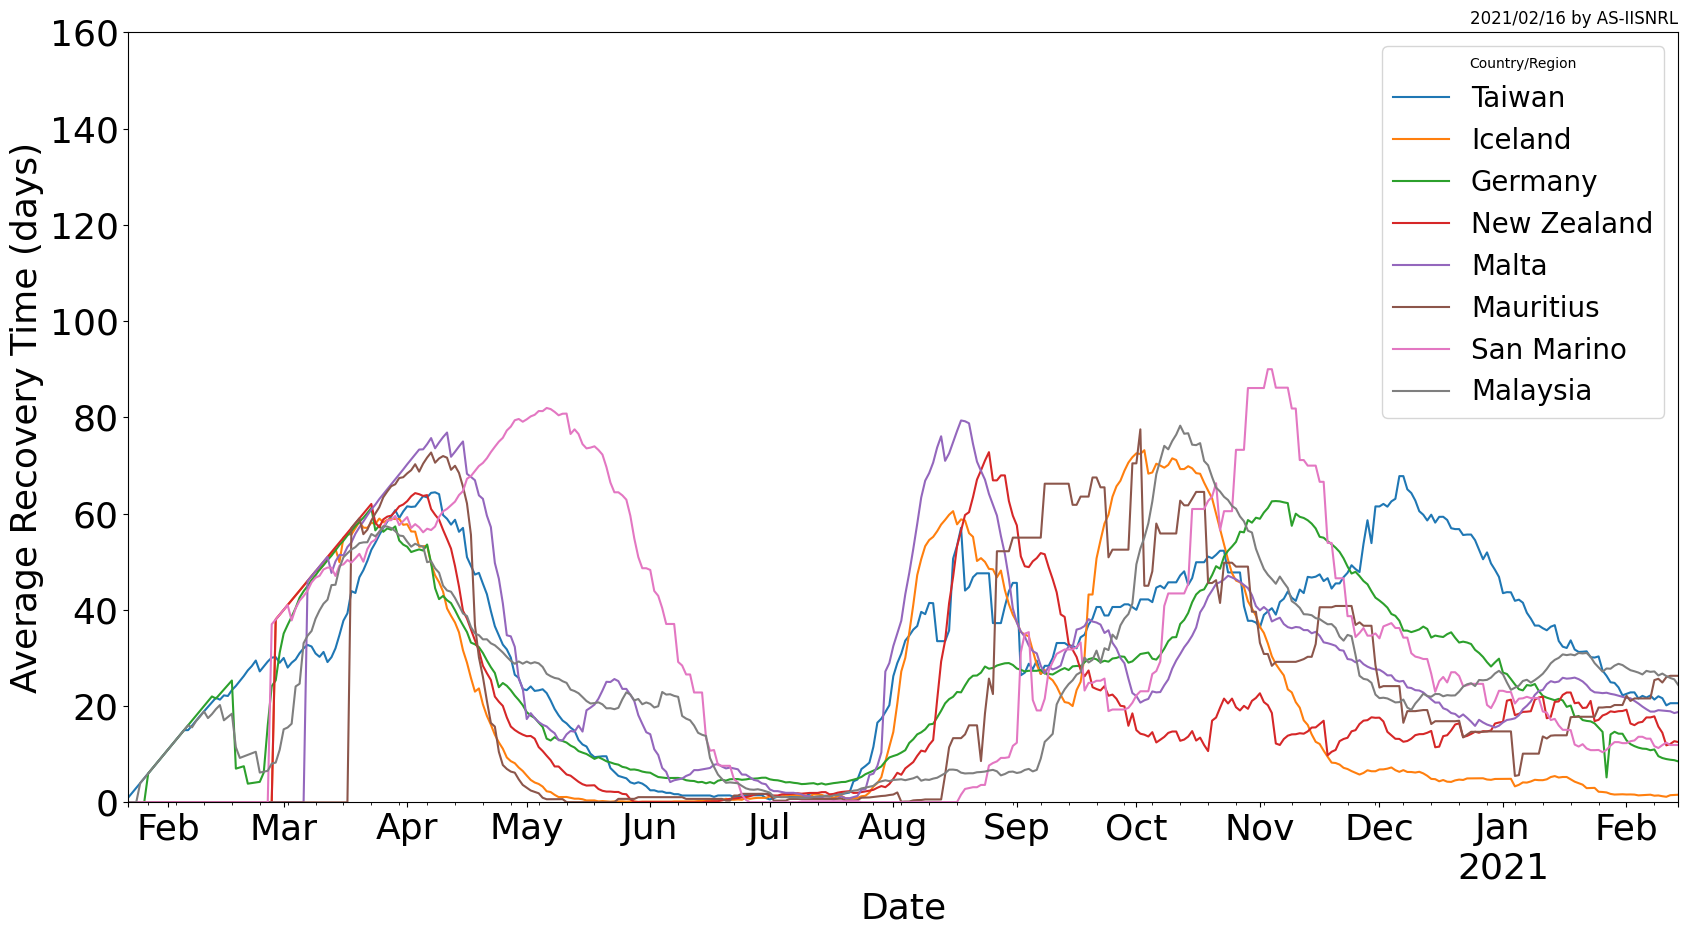 2021/02/16 by AS-IISNRL
Country/Region
Taiwan
Iceland
Germany
New Zealand
Malta
Mauritius
San Marino
Malaysia
Average Recovery Time (days)
160
140
120
100
80
60
40
20
0
Feb Mar Apr May Jun Jul Aug Sep Oct Nov Dec Jan Feb
2021
Date